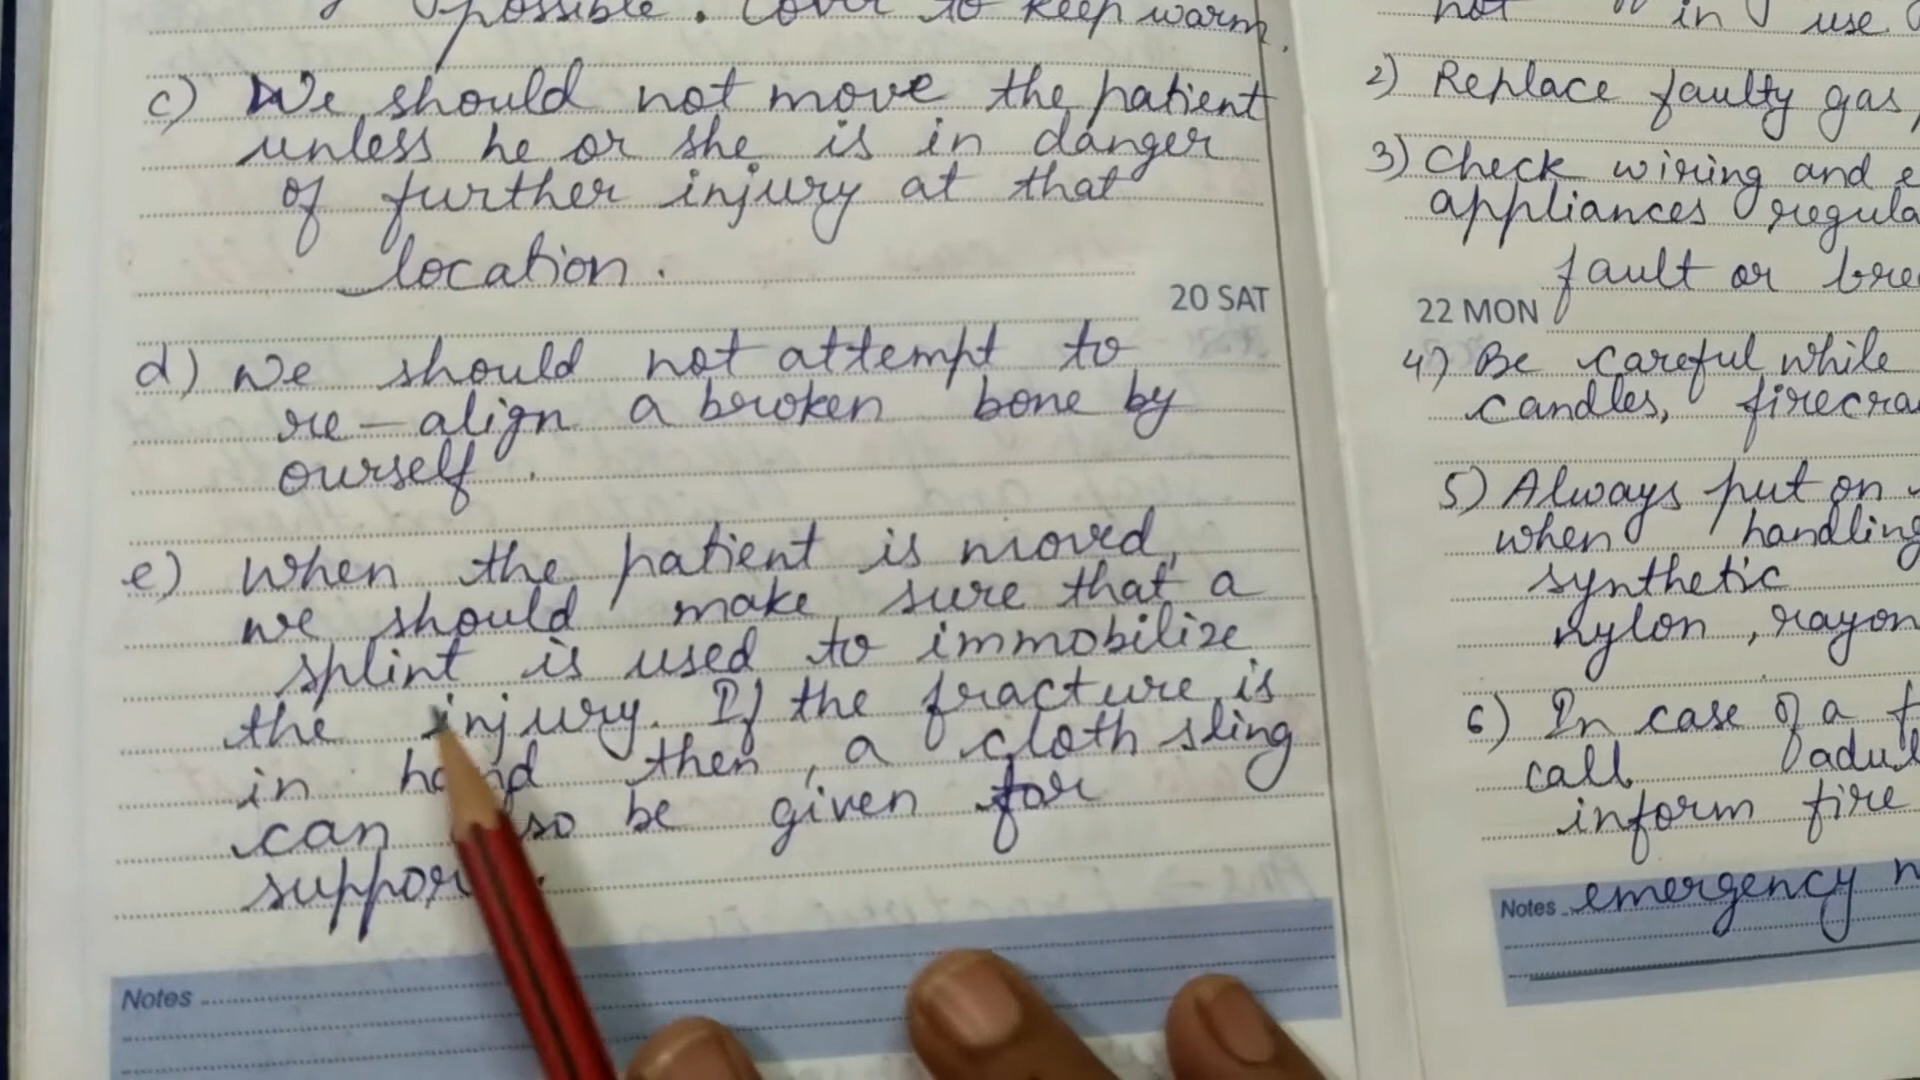 possible. Cover to keep warm.
c) We should not move the patient
unless he or she is in danger
of further injury at that
location.
20 SAT
d) We should not attempt to
re-align a broken bone by
ourself.
e) When the patient is moved,
we should make sure that a
splint is used to immobilize
the injury. If the fracture is
in hand then, a cloth sling
can also be given for
support.
Notes
not in use.
2) Replace faulty gas
3) Check wiring and
appliances
fault or
22 MON
4) Be careful while
candles,
5) Always put on
when handling
synthetic
nylon, rayon
6) In case of a
call
inform fire
Notes emergency